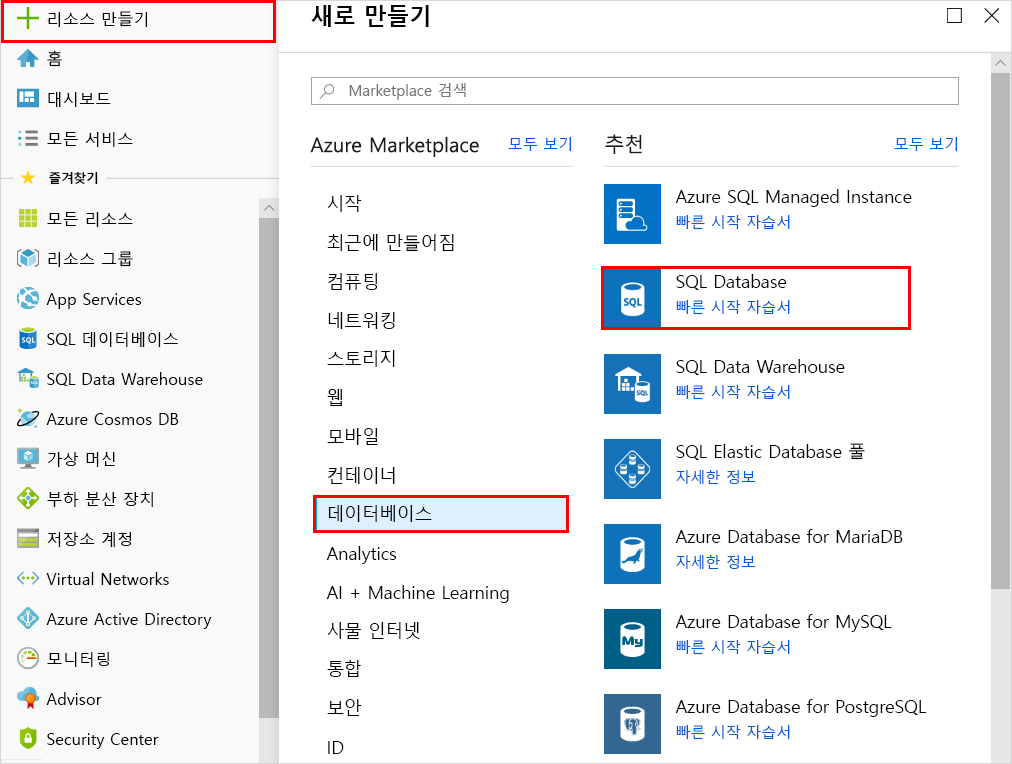 리소스 만들기
홈
대시보드
모든 서비스
즐겨찾기
모든 리소스
리소스 그룹
App Services
SQL 데이터베이스
SQL Data Warehouse
Azure Cosmos DB
가상 머신
부하 분산 장치
저장소 계정
Virtual Networks
Azure Active Directory
모니터링
Advisor
Security Center
새로 만들기
Marketplace 검색
Azure Marketplace 모두 보기
시작
최근에 만들어짐
컴퓨팅
네트워킹
스토리지
웹
모바일
컨테이너
데이터베이스
Analytics
AI + Machine Learning
사물 인터넷
통합
보안
ID
추천 모두 보기
Azure SQL Managed Instance
빠른 시작 자습서
SQL
SQL Database
빠른 시작 자습서
SQL
SQL Data Warehouse
빠른 시작 자습서
SQL Elastic Database 풀
자세한 정보
Azure Database for MariaDB
자세한 정보
My
Azure Database for MySQL
빠른 시작 자습서
Azure Database for PostgreSQL
빠른 시작 자습서